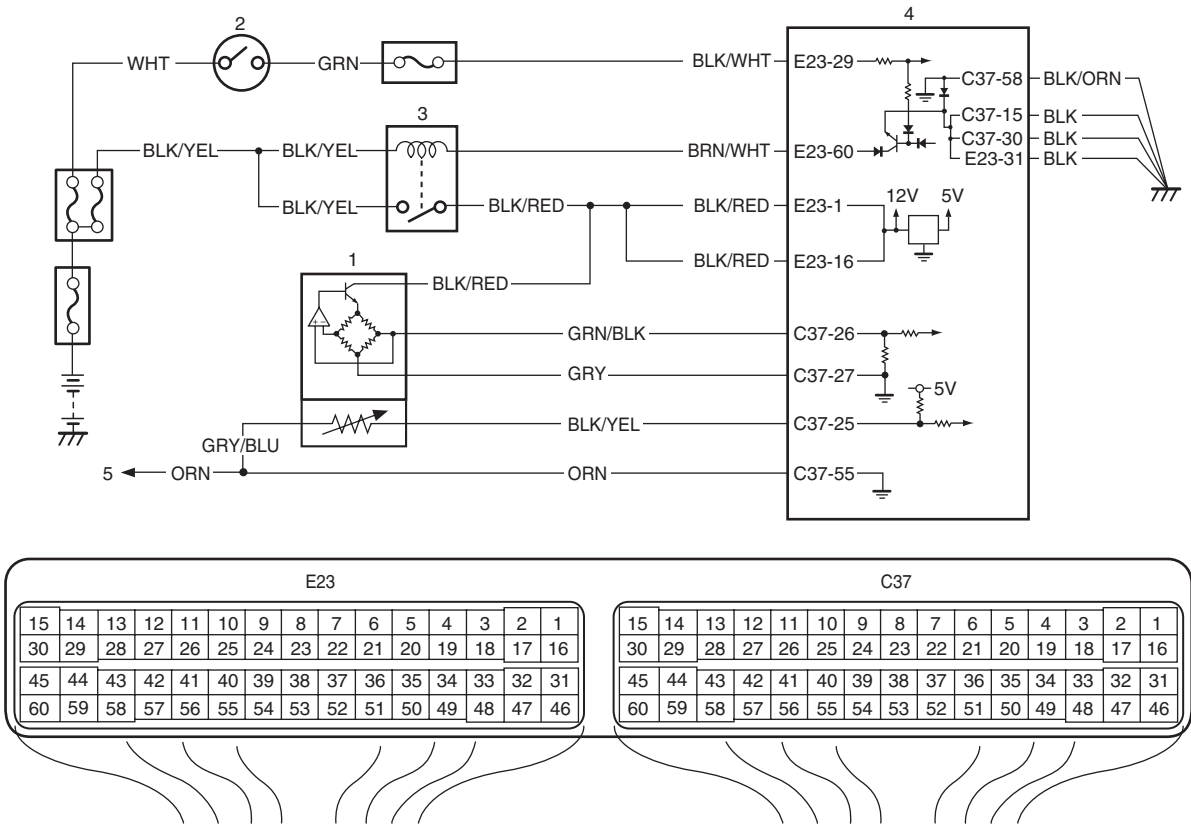 2
4
WHT
GRN
BLK/WHT
E23-29
C37-58
BLK/ORN
3
C37-15
BLK
C37-30
BLK
BLK/YEL
BLK/YEL
BRN/WHT
E23-60
E23-31
BLK
12V
5V
BLK/YEL
BLK/RED
BLK/RED
E23-1
1
BLK/RED
E23-16
BLK/RED
+ -
GRN/BLK
C37-26
GRY
C37-27
5V
BLK/YEL
C37-25
GRY/BLU
5
ORN
ORN
C37-55
E23
C37
15 14 13 12 11 10 9 8 7 6 5 4 3 2 1
15 14 13 12 11 10 9 8 7 6 5 4 3 2 1
30 29 28 27 26 25 24 23 22 21 20 19 18 17 16
30 29 28 27 26 25 24 23 22 21 20 19 18 17 16
45 44 43 42 41 40 39 38 37 36 35 34 33 32 31
45 44 43 42 41 40 39 38 37 36 35 34 33 32 31
60 59 58 57 56 55 54 53 52 51 50 49 48 47 46
60 59 58 57 56 55 54 53 52 51 50 49 48 47 46